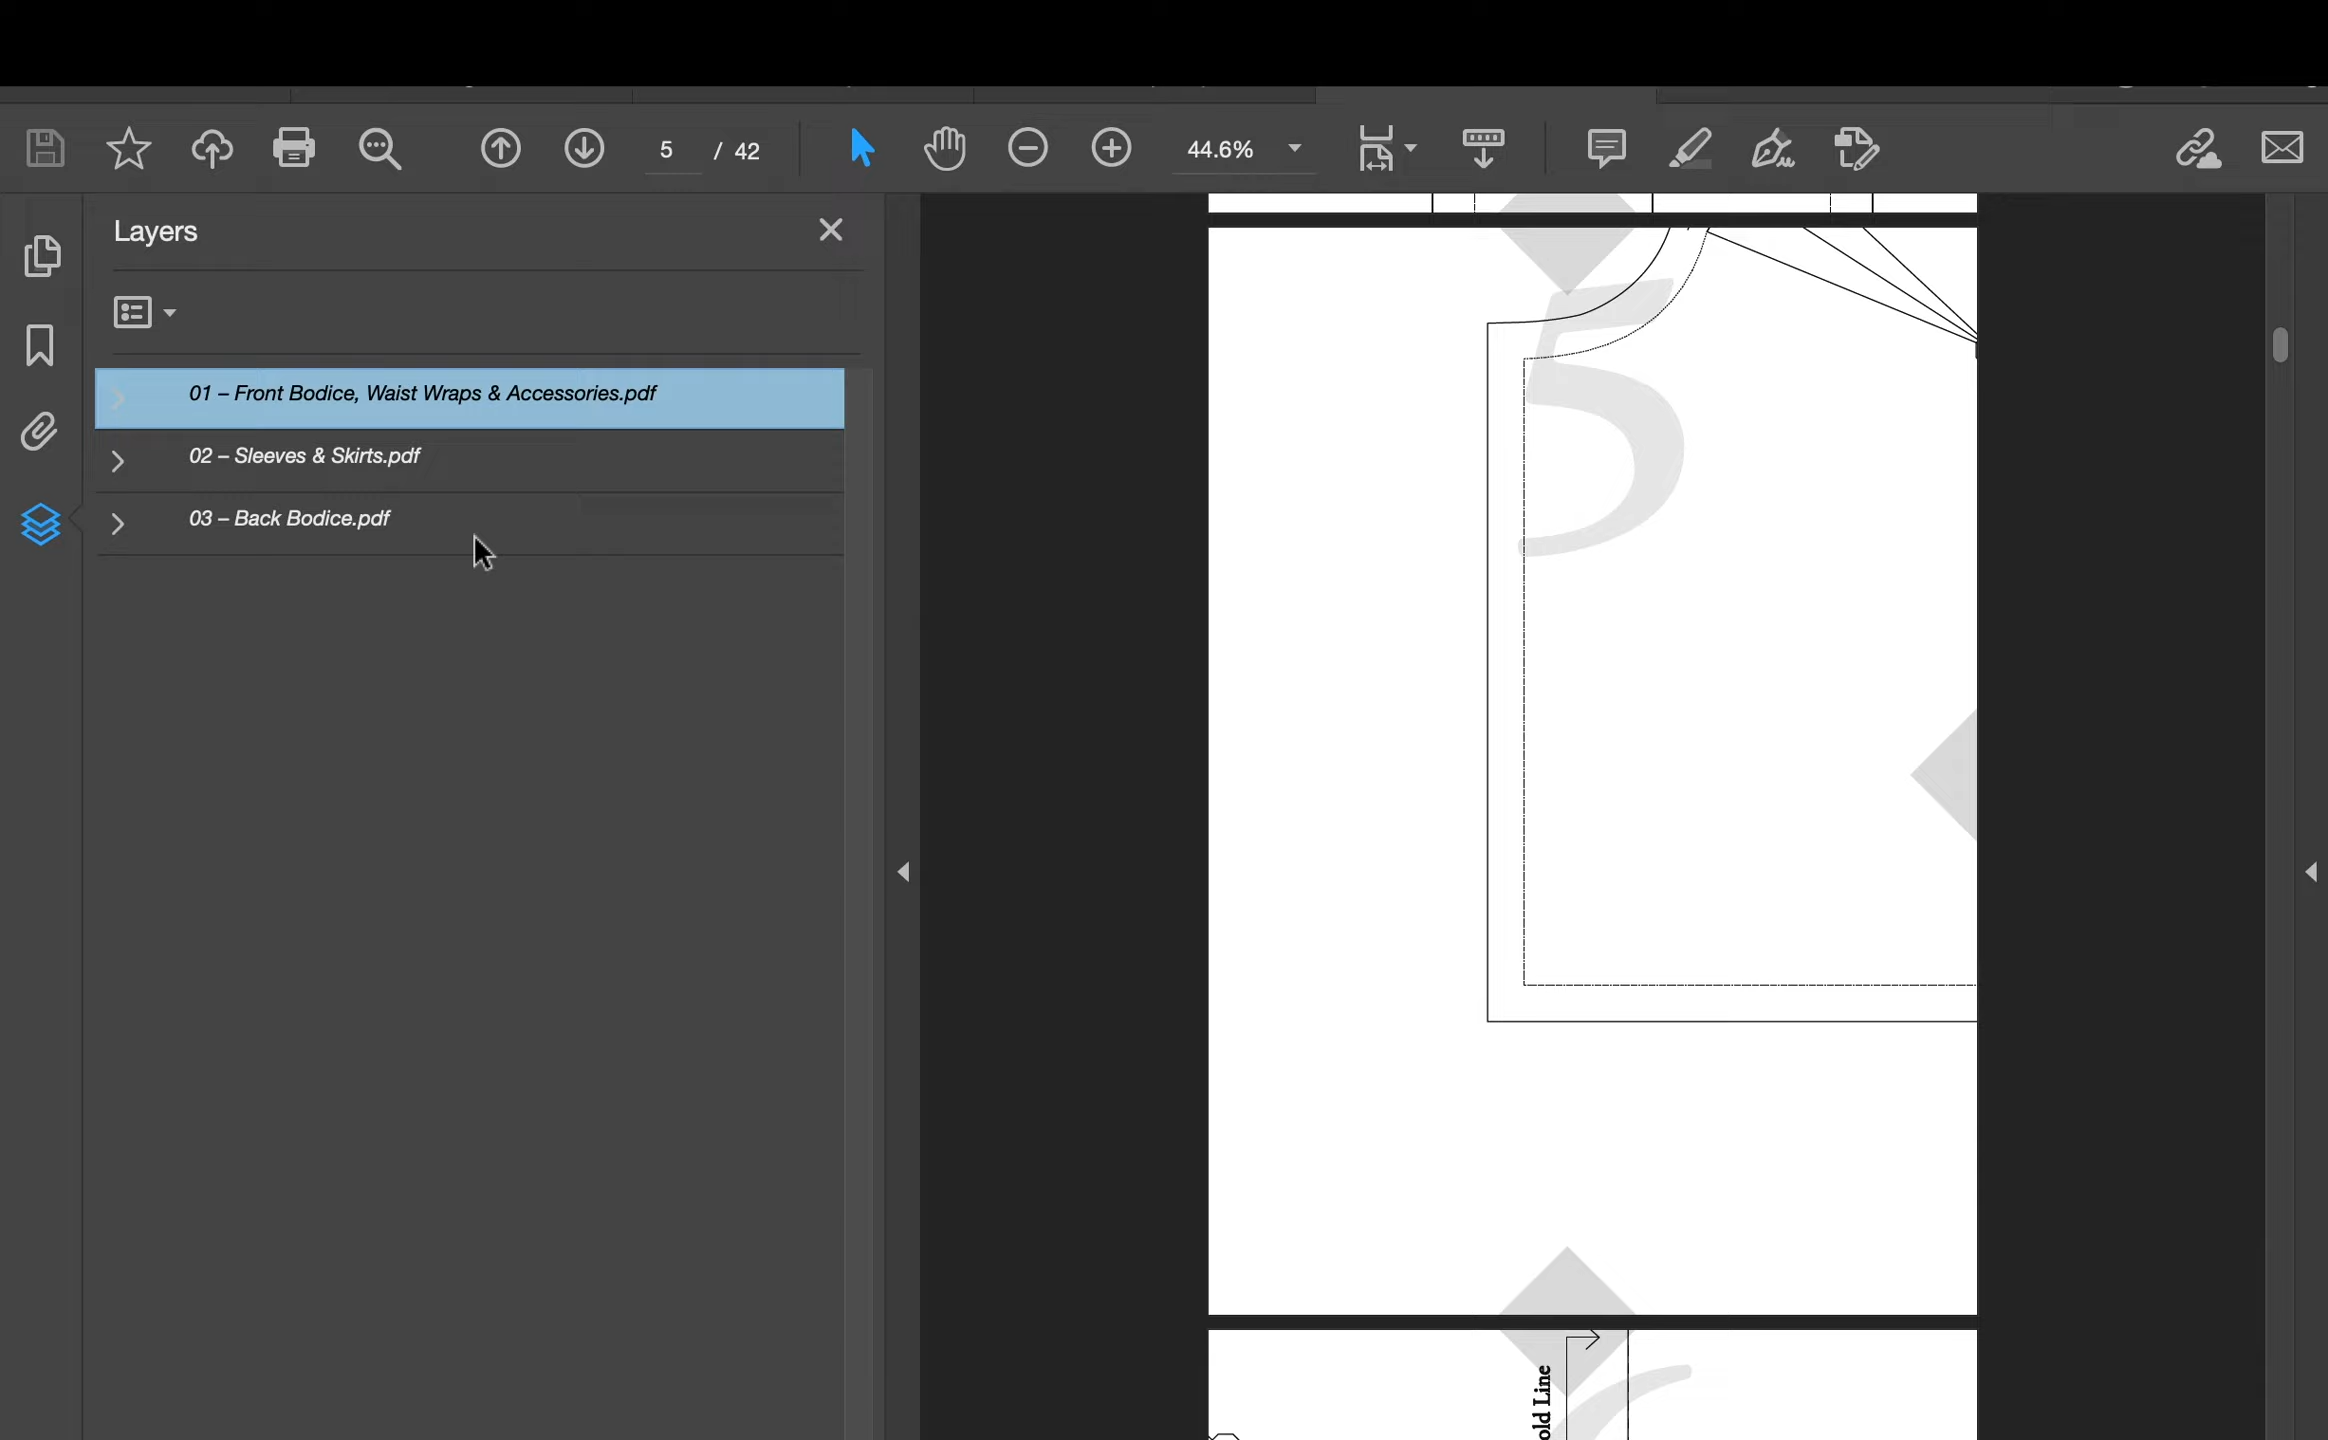 5 / 42
44.6%
Layers
01 – Front Bodice, Waist Wraps & Accessories.pdf
02 – Sleeves & Skirts.pdf
03 – Back Bodice.pdf
5
old Line